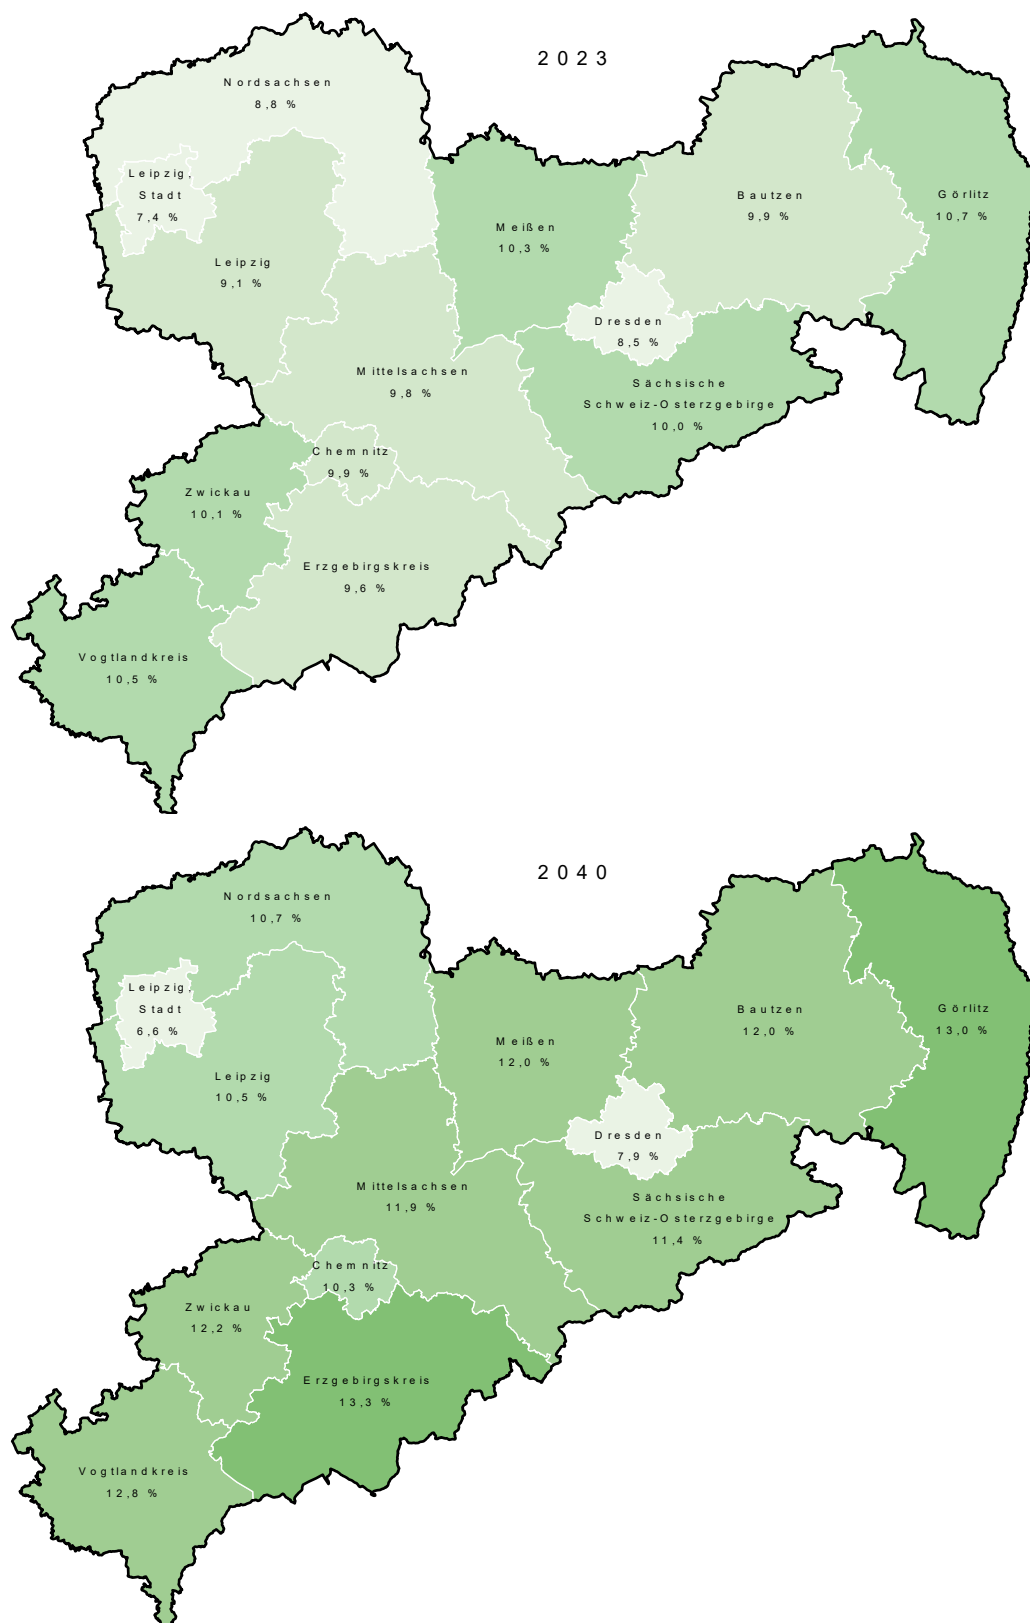 2023
Nordsachsen
8,8 %
Leipzig,
Stadt
7,4 %
Leipzig
9,1 %
Meißen
10,3 %
Bautzen
9,9 %
Görlitz
10,7 %
Dresden
8,5 %
Mittelsachsen
9,8 %
Sächsische
Schweiz-Osterzgebirge
10,0 %
Chemnitz
9,9 %
Zwickau
10,1 %
Erzgebirgskreis
9,6 %
Vogtlandkreis
10,5 %
2040
Nordsachsen
10,7 %
Leipzig,
Stadt
6,6 %
Leipzig
10,5 %
Meißen
12,0 %
Bautzen
12,0 %
Görlitz
13,0 %
Dresden
7,9 %
Mittelsachsen
11,9 %
Sächsische
Schweiz-Osterzgebirge
11,4 %
Chemnitz
10,3 %
Zwickau
12,2 %
Erzgebirgskreis
13,3 %
Vogtlandkreis
12,8 %